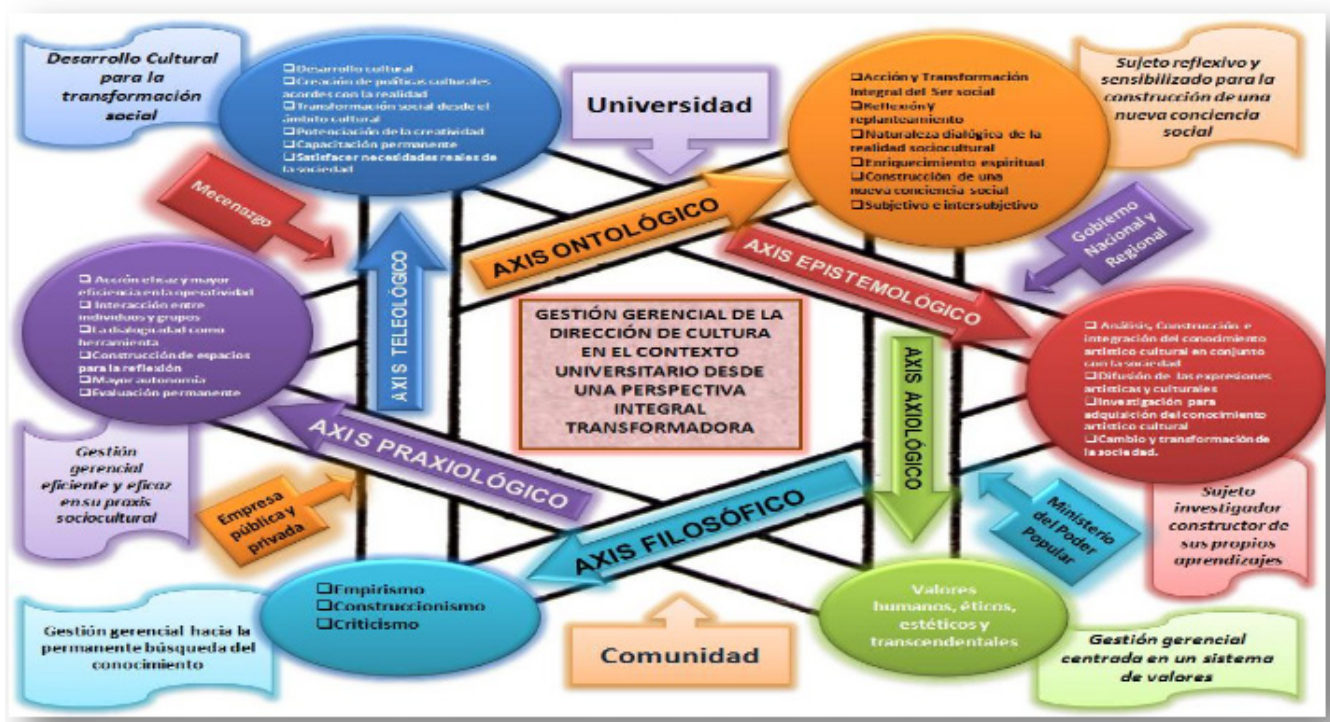 Desarrollo Cultural
para la
transformación
social
❑Desarrollo cultural
❑Creación de políticas culturales
acordes con la realidad
❑Transformación social desde el
ámbito cultural
❑Potenciación de la creatividad
❑Capacitación permanente
❑Satisfacer necesidades reales de
la sociedad
Universidad
❑Acción y Transformación
Integral del Ser social
❑Reflexión y
replanteamiento
❑Naturaleza dialógica de la
realidad sociocultural
❑Enriquecimiento espiritual
❑Construcción de una
nueva conciencia social
❑Subjetivo e intersubjetivo
Sujeto reflexivo y
sensibilizado para la
construcción de una
nueva conciencia
social
Mecenazgo
AXIS ONTOLÓGICO
Gobierno
Nacional y
Regional
AXIS TELEOLÓGICO
AXIS EPISTEMOLÓGICO
❑ Acción eficaz y mayor
eficiencia en la operatividad
❑ Interacción entre
individuos y grupos
❑La dialogicidad como
herramienta
❑Construcción de espacios
para la reflexión
❑Mayor autonomía
❑Evaluación permanente
GESTIÓN GERENCIAL DE LA
DIRECCIÓN DE CULTURA
EN EL CONTEXTO
UNIVERSITARIO DESDE
UNA PERSPECTIVA
INTEGRAL
TRANSFORMADORA
AXIS AXIOLÓGICO
❑ Análisis, Construcción e
integración del conocimiento
artístico cultural en conjunto
con la sociedad
❑Difusión de las expresiones
artísticas y culturales
❑Investigación para
adquisición del conocimiento
artístico cultural
❑Cambio y transformación de
la sociedad.
AXIS PRAXIOLÓGICO
Gestión
gerencial
eficiente y eficaz
en su praxis
sociocultural
Empresa
pública y
privada
AXIS FILOSÓFICO
Ministerio
del Poder
Popular
Sujeto
investigador
constructor de
sus propios
aprendizajes
❑Empirismo
❑Construccionismo
❑Criticismo
Valores
humanos, éticos,
estéticos y
transcendentales
Gestión gerencial hacia la
permanente búsqueda del
conocimiento
Comunidad
Gestión gerencial
centrada en un sistema
de valores